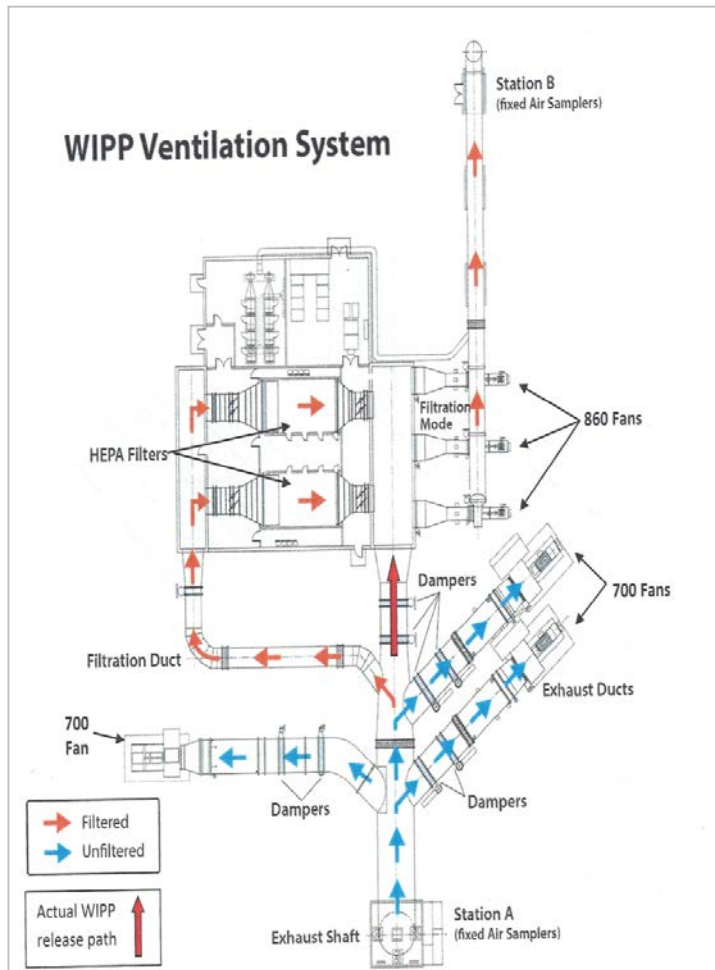 Station B
(fixed Air Samplers)
WIPP Ventilation System
Filtration
Mode
860 Fans
HEPA Filters
Dampers
700 Fans
Filtration Duct
Exhaust Ducts
700
Fan
Dampers
Dampers
Filtered
Unfiltered
Actual WIPP
release path
Exhaust Shaft
Station A
(fixed Air Samplers)